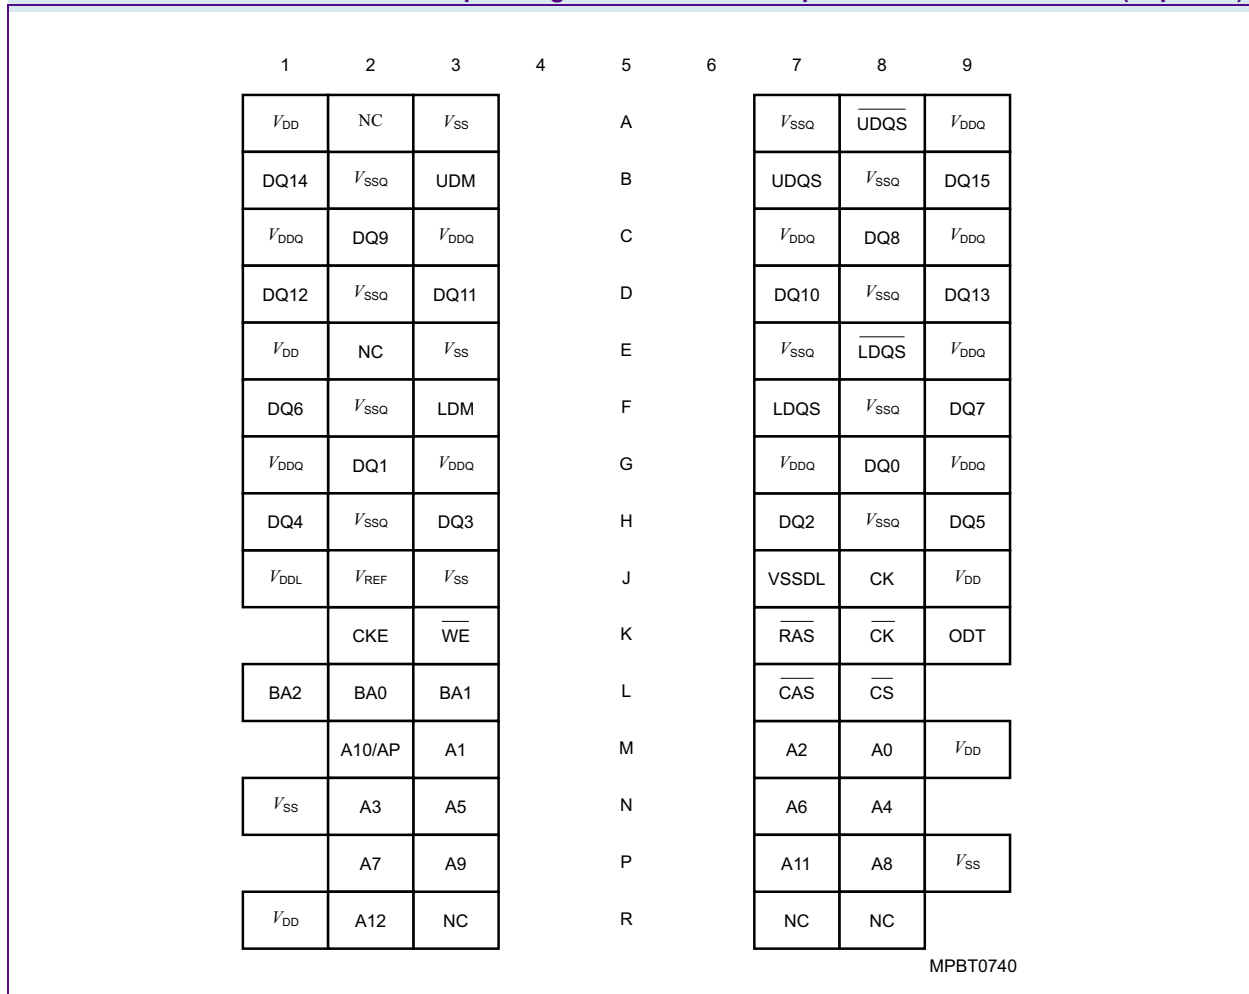 1 2 3 4 5 6 7 8 9
VDD NC VSS A VSSQ UDQS VDDQ
DQ14 VSSQ UDM B UDQS VSSQ DQ15
VDDQ DQ9 VDDQ C VDDQ DQ8 VDDQ
DQ12 VSSQ DQ11 D DQ10 VSSQ DQ13
VDD NC VSS E VSSQ LDQS VDDQ
DQ6 VSSQ LDM F LDQS VSSQ DQ7
VDDQ DQ1 VDDQ G VDDQ DQ0 VDDQ
DQ4 VSSQ DQ3 H DQ2 VSSQ DQ5
VDDL VREF VSS J VSSDL CK VDD
CKE WE K RAS CK ODT
BA2 BA0 BA1 L CAS CS
A10/AP A1 M A2 A0 VDD
VSS A3 A5 N A6 A4
A7 A9 P A11 A8 VSS
VDD A12 NC R NC NC
MPBT0740